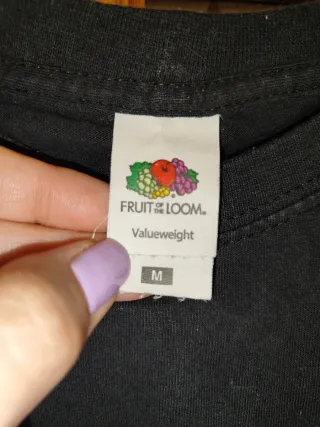 FRUIT OF THE LOOM®
Valueweight
M